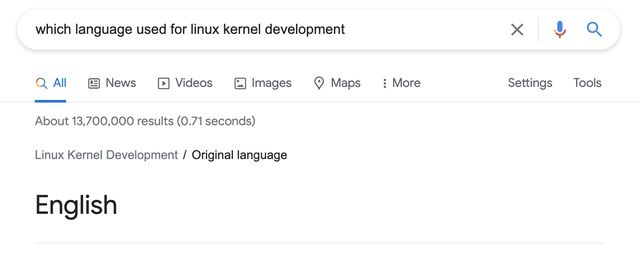 which language used for linux kernel development
All News Videos Images Maps More Settings Tools
About 13,700,000 results (0.71 seconds)
Linux Kernel Development / Original language
English